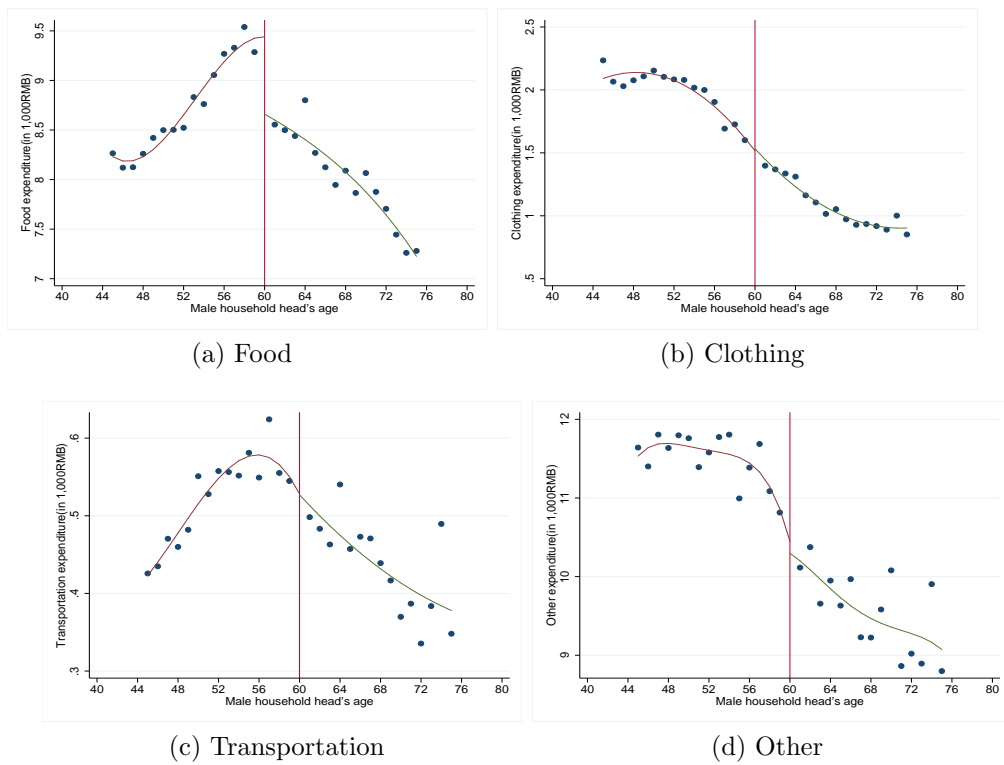 Food expenditure(in 1,000RMB)
9.5
9
8.5
8
7.5
7
40 44 48 52 56 60 64 68 72 76 80
Male household head's age
(a) Food
Clothing expenditure(in 1,000RMB)
2.5
2
1.5
1
.5
40 44 48 52 56 60 64 68 72 76 80
Male household head's age
(b) Clothing
Transportation expenditure(in 1,000RMB)
.6
.5
.4
.3
40 44 48 52 56 60 64 68 72 76 80
Male household head's age
(c) Transportation
Other expenditure(in 1,000RMB)
12
11
10
9
40 44 48 52 56 60 64 68 72 76 80
Male household head's age
(d) Other